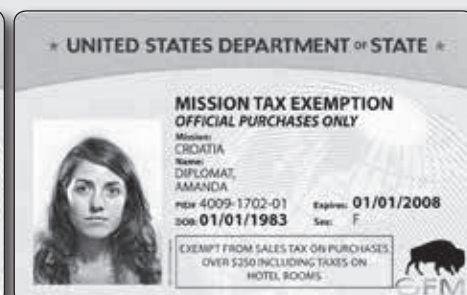 ★ UNITED STATES DEPARTMENT OF STATE ★
MISSION TAX EXEMPTION
OFFICIAL PURCHASES ONLY
Mission:
CROATIA
Name:
DIPLOMAT,
AMANDA
PID# 4009-1702-01 Expires: 01/01/2008
DOB: 01/01/1983 Sex: F
EXEMPT FROM SALES TAX ON PURCHASES
OVER $250 INCLUDING TAXES ON
HOTEL ROOMS
OFM